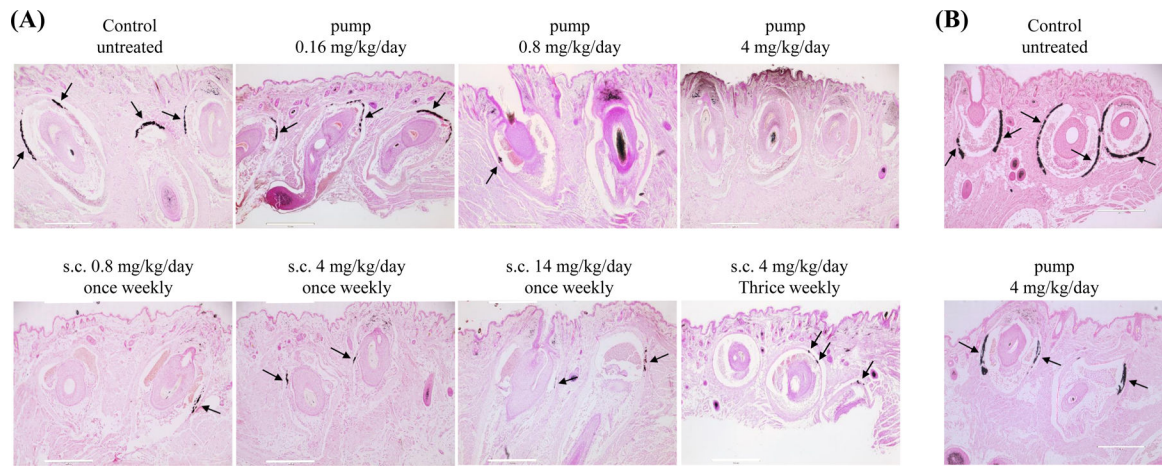 (A)
Control
untreated
pump
0.16 mg/kg/day
pump
0.8 mg/kg/day
pump
4 mg/kg/day
(B)
Control
untreated
s.c. 0.8 mg/kg/day
once weekly
s.c. 4 mg/kg/day
once weekly
s.c. 14 mg/kg/day
once weekly
s.c. 4 mg/kg/day
Thrice weekly
pump
4 mg/kg/day